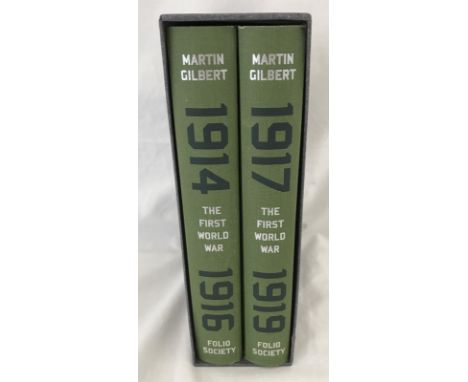 MARTIN
GILBERT
1914
THE
FIRST
WORLD
WAR
1916
FOLIO
SOCIETY
MARTIN
GILBERT
1917
THE
FIRST
WORLD
WAR
1919
FOLIO
SOCIETY